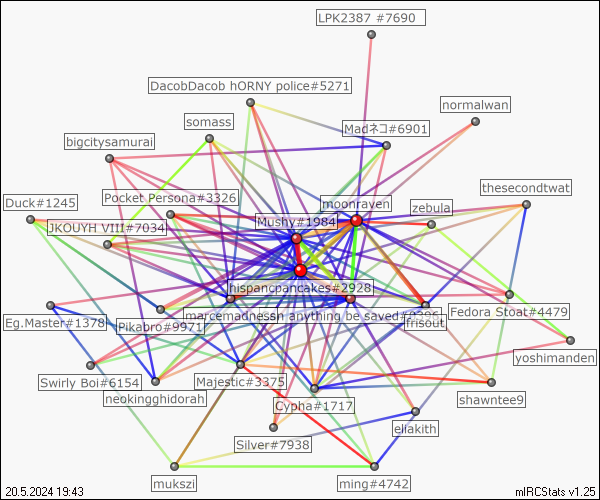 LPK2387 #7690
DacobDacob hORNY police#5271
normalwan
somass
Madネコ#6901
bigcitysamurai
thesecondtwat
Pocket Persona#3326
moonraven
Duck#1245
zebula
Mushy#1984
JKOUYH VIII#7034
hispancpancakes#2928
marcemadnessn anything be saved
Fedora Stoat#4479
Eg.Master#1378
Pikabro#9971
frisout
yoshimanden
Swirly Boi#6154
Majestic#3375
neokingghidorah
Cypha#1717
shawntee9
ellakith
Silver#7938
mukszi
ming#4742
20.5.2024 19:43
mIRCStats v1.25